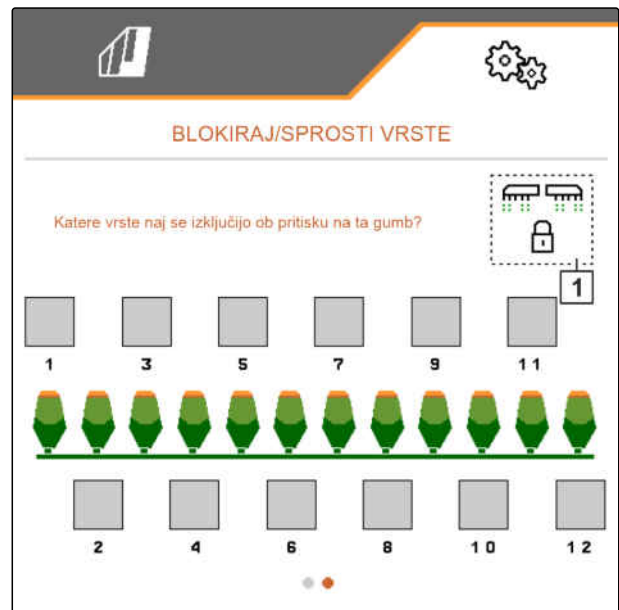 BLOKIRAJ/SPROSTI VRSTE
Katere vrste naj se izključijo ob pritisku na ta gumb?
1
1 3 5 7 9 11
2 4 6 8 10 12